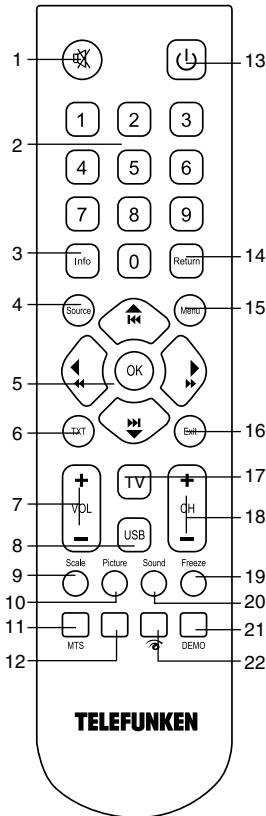 1 13
1 2 3
2
4 5 6
7 8 9
3 Info 0 Return 14
4 Source Menu 15
5 OK
6 TXT Exit 16
7 + VOL – TV 17 + CH – 18
8 USB
9 Scale Picture Sound Freeze 19
10 20
11 21
MTS DEMO
12 22
TELEFUNKEN